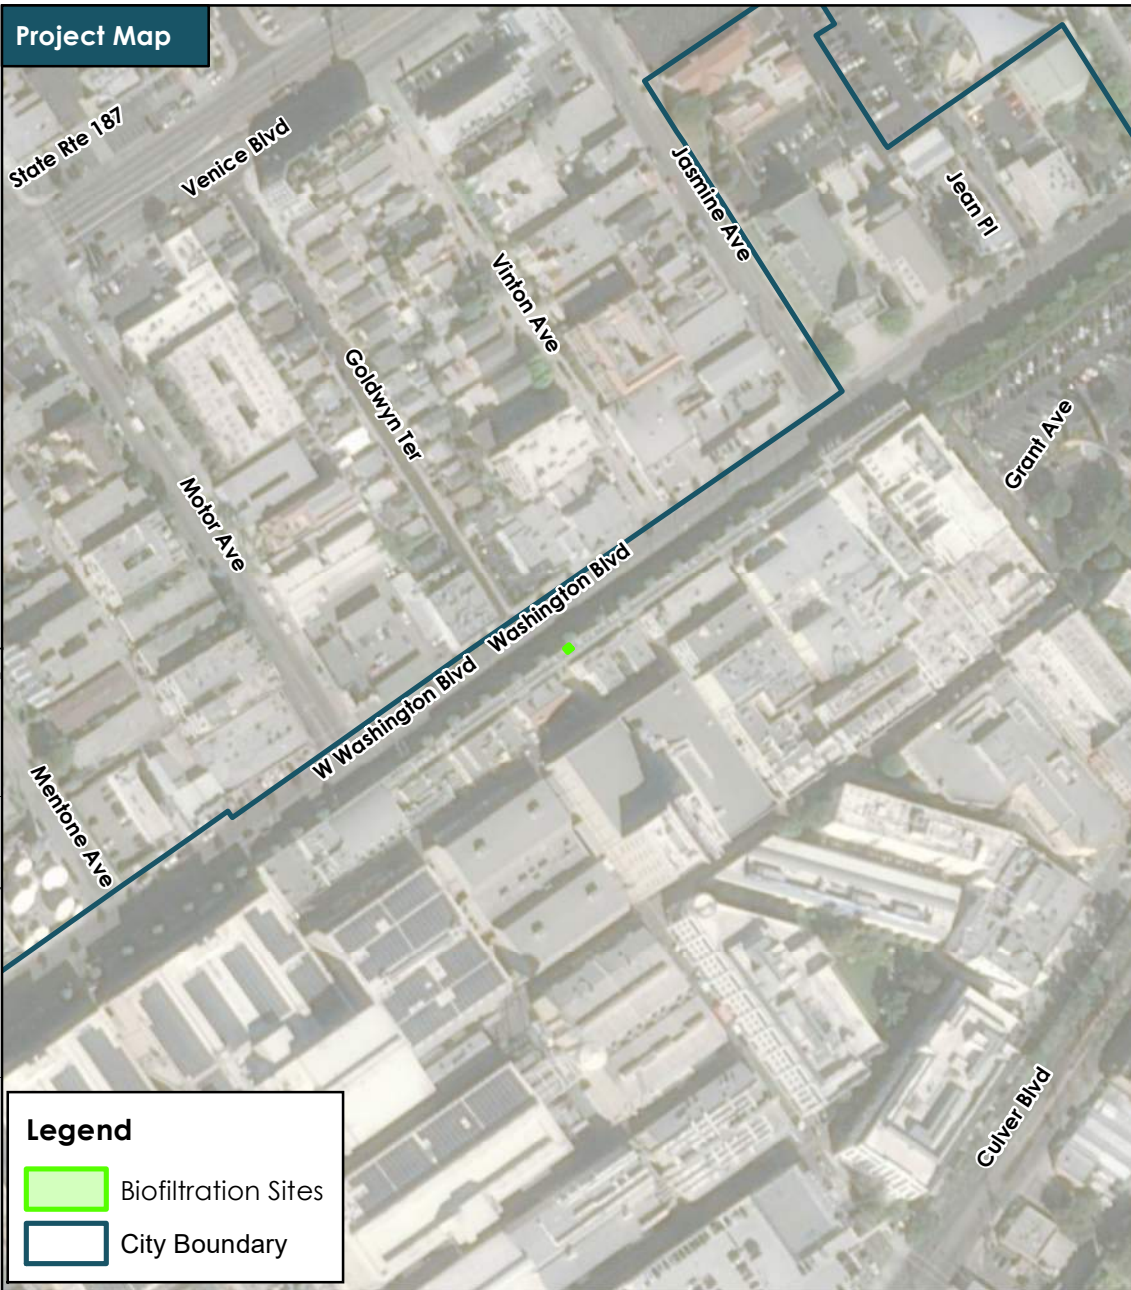 Project Map
State Rte 187
Venice Blvd
Jasmine Ave
Jean Pl
Vinton Ave
Goldwyn Ter
Grant Ave
Motor Ave
Washington Blvd
W Washington Blvd
Mentone Ave
Culver Blvd
Legend
Biofiltration Sites
City Boundary